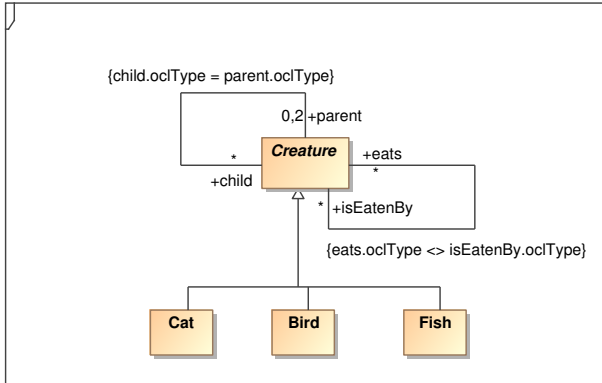 {child.oclType = parent.oclType}
0,2 +parent
Creature
+eats
*
*
+child
* +isEatenBy
{eats.oclType <> isEatenBy.oclType}
Cat
Bird
Fish